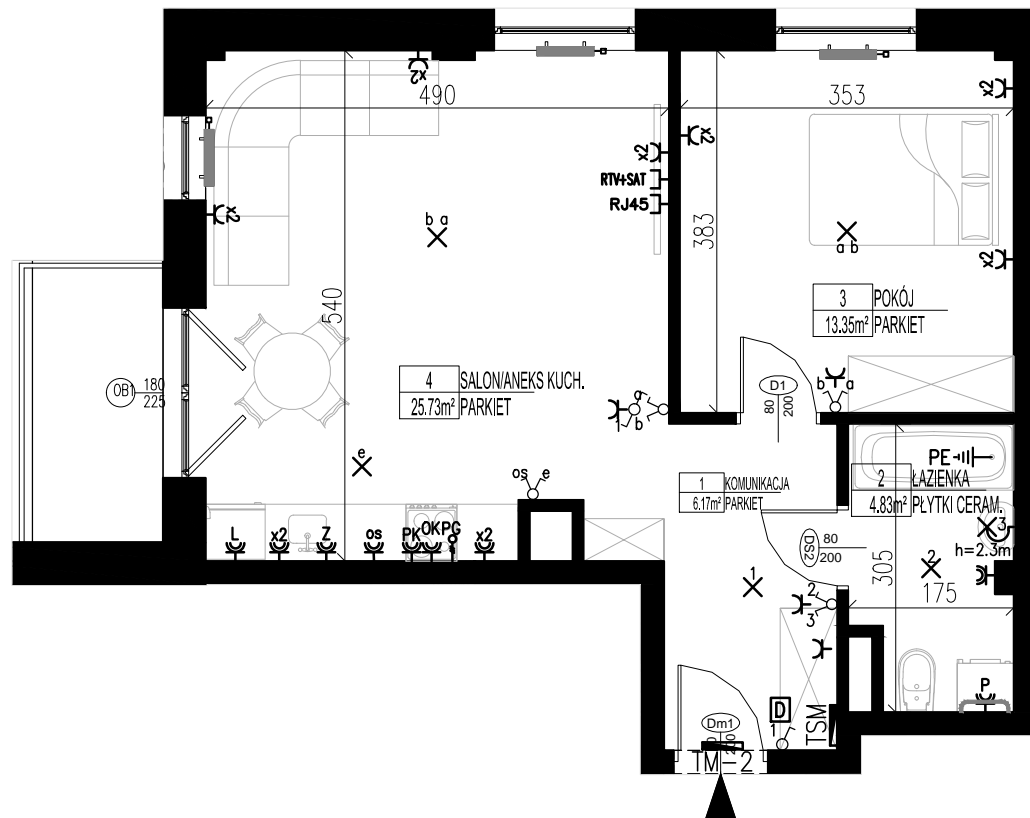 x2
490
353
x2
x2
x2
RTV+SAT
RJ45
x2
383
b a
a b
x2
540
3 POKÓJ
13.35m² PARKIET
OB1 180
225
4 SALON/ANEKS KUCH.
25.73m² PARKIET
D1
80
200
b a
a
b
e
os e
1 KOMUNIKACJA
6.17m² PARKIET
PE
2 ŁAZIENKA
4.83m² PŁYTKI CERAM.
3
h=2.3m
L x2 Z os PK OK PG x2
DS2 80
200
305
2
175
1
2
3
P
D
1
TSM
Dm1
TM-2